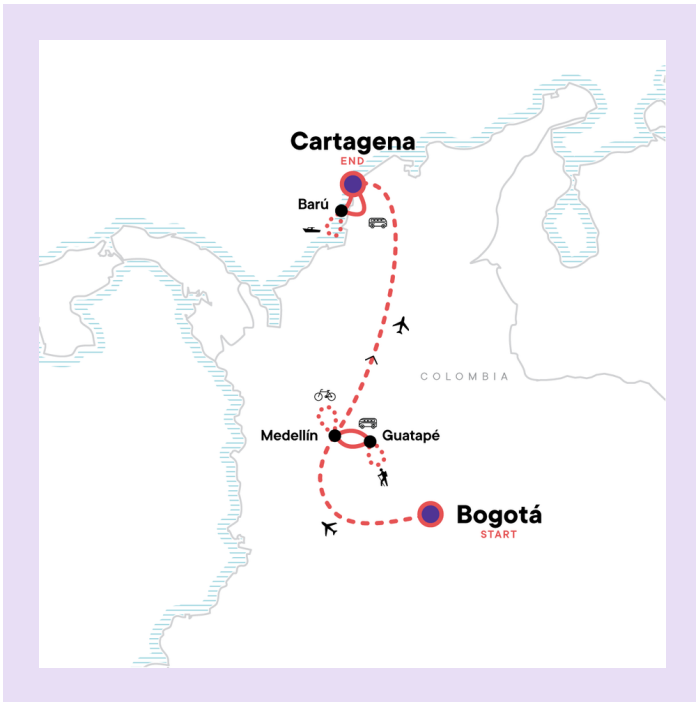 Cartagena
END
Barú
COLOMBIA
Medellín
Guatapé
Bogotá
START